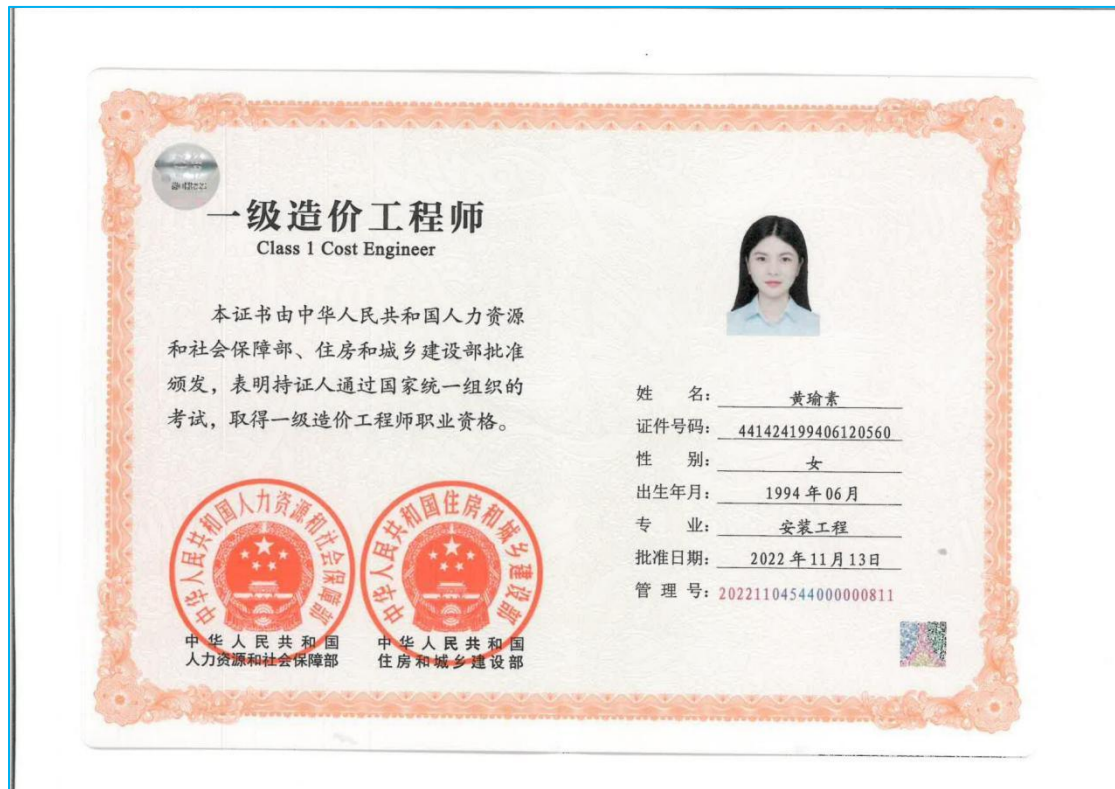 一级造价工程师
Class 1 Cost Engineer
本证书由中华人民共和国人力资源
和社会保障部、住房和城乡建设部批准
颁发，表明持证人通过国家统一组织的
考试，取得一级造价工程师职业资格。
中华人民共和国人力资源和社会保障部
中华人民共和国
人力资源和社会保障部
中华人民共和国住房和城乡建设部
中华人民共和国
住房和城乡建设部
姓 名： 黄瑜素
证件号码： 441424199406120560
性 别： 女
出生年月： 1994年06月
专 业： 安装工程
批准日期： 2022年11月13日
管 理 号：20221104544000000811